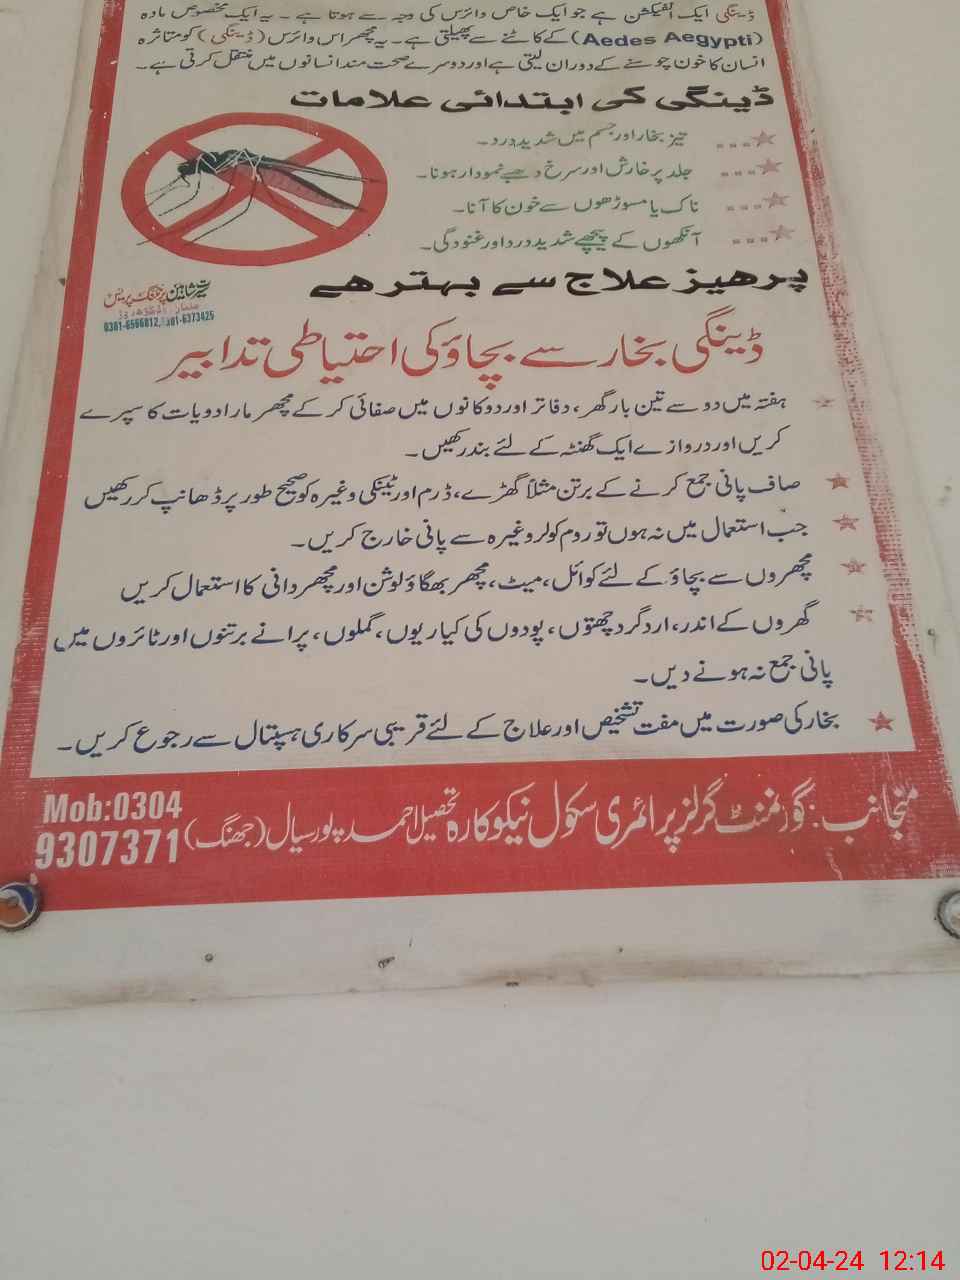 ڈینگی ایک انفیکشن ہے جو ایک خاص وائرس کی وجہ سے ہوتا ہے ۔ یہ ایک مخصوص مادہ
(Aedes Aegypti) کے کاٹنے سے پھیلتی ہے۔ یہ مچھر اس وائرس (ڈینگی) کو متاثرہ
انسان کا خون چوسنے کے دوران لیتی ہے اور دوسرے صحت مند انسانوں میں منتقل کرتی ہے۔
ڈینگی کی ابتدائی علامات
تیز بخار اور جسم میں شدید درد۔
جلد پر خارش اور سرخ دھبے نمودار ہونا۔
ناک یا مسوڑھوں سے خون کا آنا۔
آنکھوں کے پیچھے شدید درد اور غنودگی۔
پرھیز علاج سے بہتر ھے
پرنٹنگ پریس
0301-6566812, 0301-6373425
ڈینگی بخار سے بچاؤ کی احتیاطی تدابیر
ہفتہ میں دو سے تین بار گھر، دفاتر اور دوکانوں میں صفائی کر کے مچھر مار ادویات کا سپرے
کریں اور دروازے ایک گھنٹہ کے لئے بند رکھیں۔
صاف پانی جمع کرنے کے برتن مثلاً گھڑے، ڈرم اور ٹینکی وغیرہ کو صحیح طور پر ڈھانپ کر رکھیں
جب استعمال میں نہ ہوں تو روم کولر وغیرہ سے پانی خارج کریں۔
مچھروں سے بچاؤ کے لئے کوائل، میٹ، مچھر بھگاؤ لوشن اور مچھر دانی کا استعمال کریں
گھروں کے اندر، ارد گرد چھتوں، پودوں کی کیاریوں، گملوں، پرانے برتنوں اور ٹائروں میں
پانی جمع نہ ہونے دیں۔
بخار کی صورت میں مفت تشخیص اور علاج کے لئے قریبی سرکاری ہسپتال سے رجوع کریں۔
منجانب: گورنمنٹ گرلز پرائمری سکول نیکوکارہ تحصیل احمد پور سیال (جھنگ)
Mob:0304
9307371
02-04-24 12:14